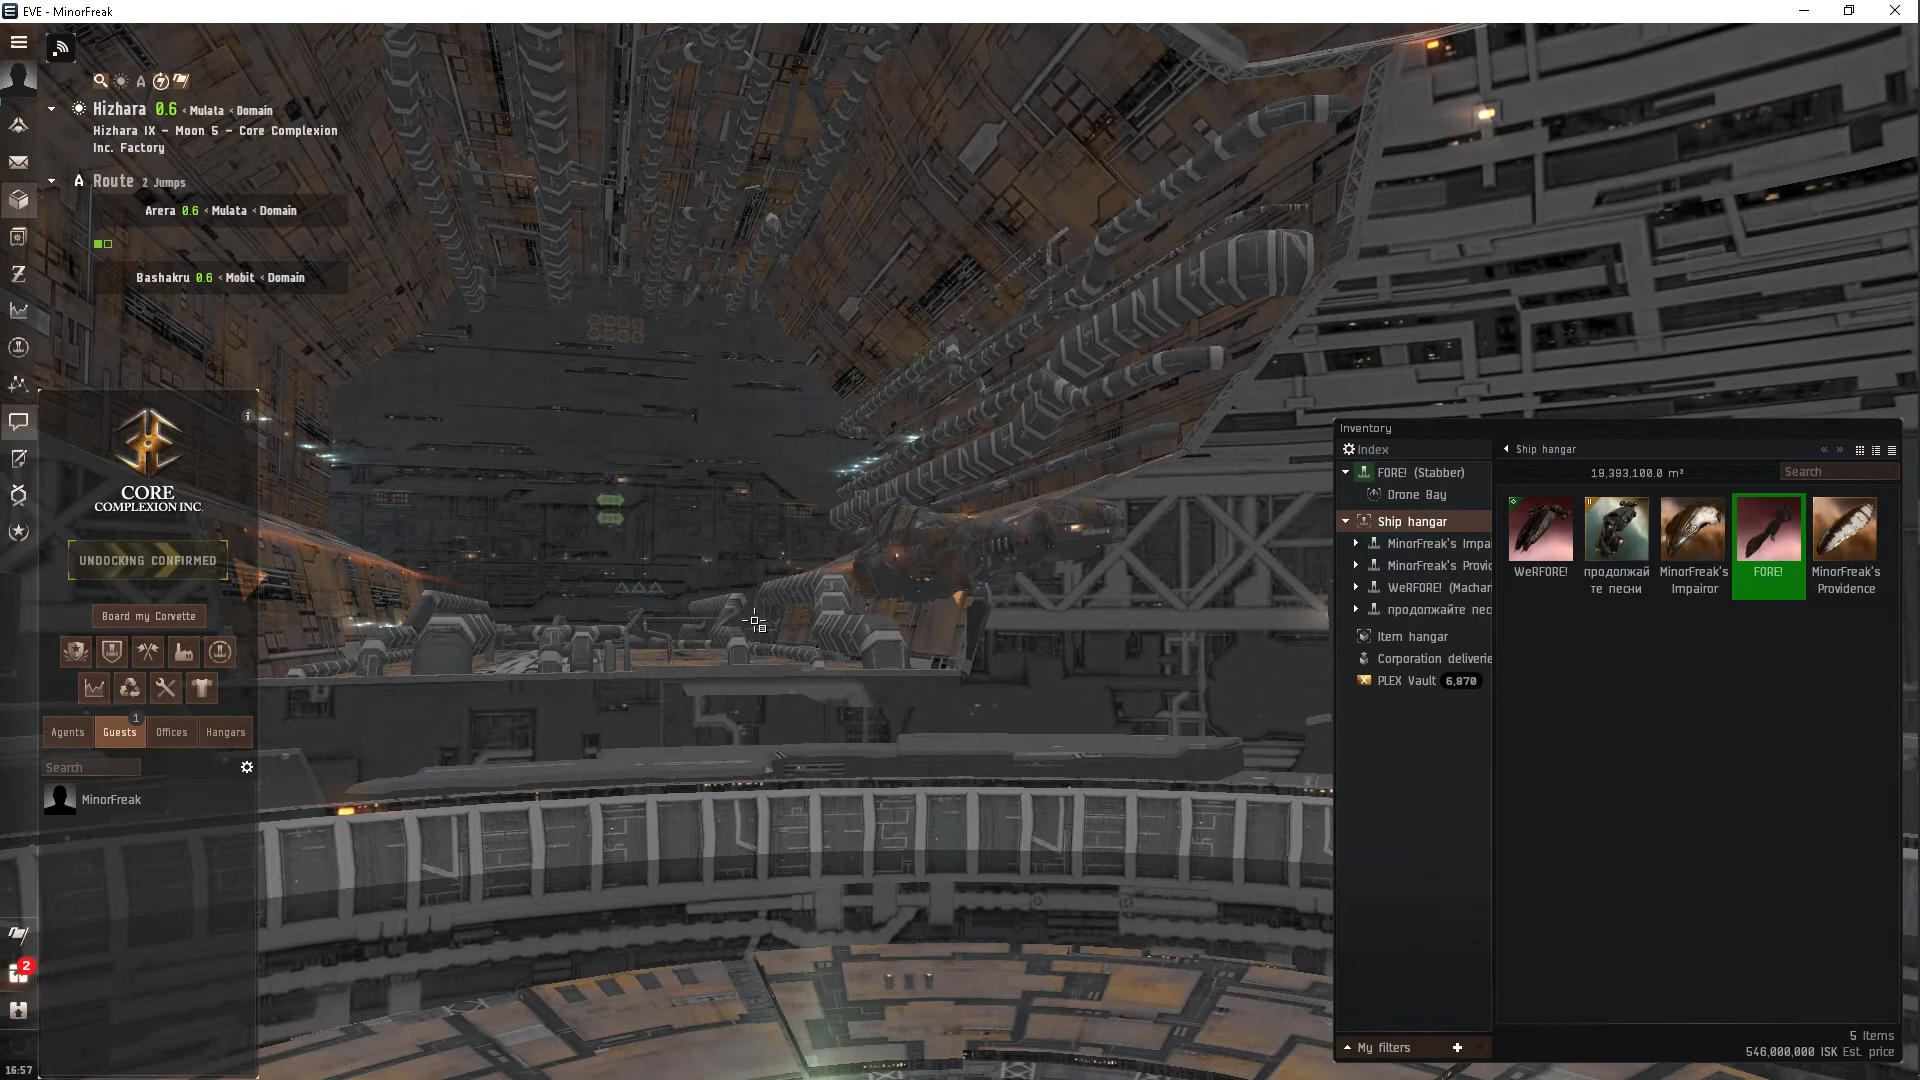 EVE - MinorFreak
Hizhara 0.6 < Mulata < Domain
Hizhara IX - Moon 5 - Core Complexion
Inc. Factory
Route 2 Jumps
Arera 0.6 < Mulata < Domain
Bashakru 0.6 < Mobit < Domain
CORE
COMPLEXION INC.
UNDOCKING CONFIRMED
Board my Corvette
1
Agents Guests Offices Hangars
Search
MinorFreak
2
16:57
Inventory
Index
FORE! (Stabber)
Drone Bay
Ship hangar
MinorFreak's Impai
MinorFreak's Provid
WeRFORE! (Machar
продолжайте пес
Item hangar
Corporation deliverie
PLEX Vault 6,870
My filters +
Ship hangar
19,393,100.0 m³
Search
WeRFORE!
продолжай
те песни
MinorFreak's
Impairor
FORE!
MinorFreak's
Providence
5 Items
546,000,000 ISK Est. price